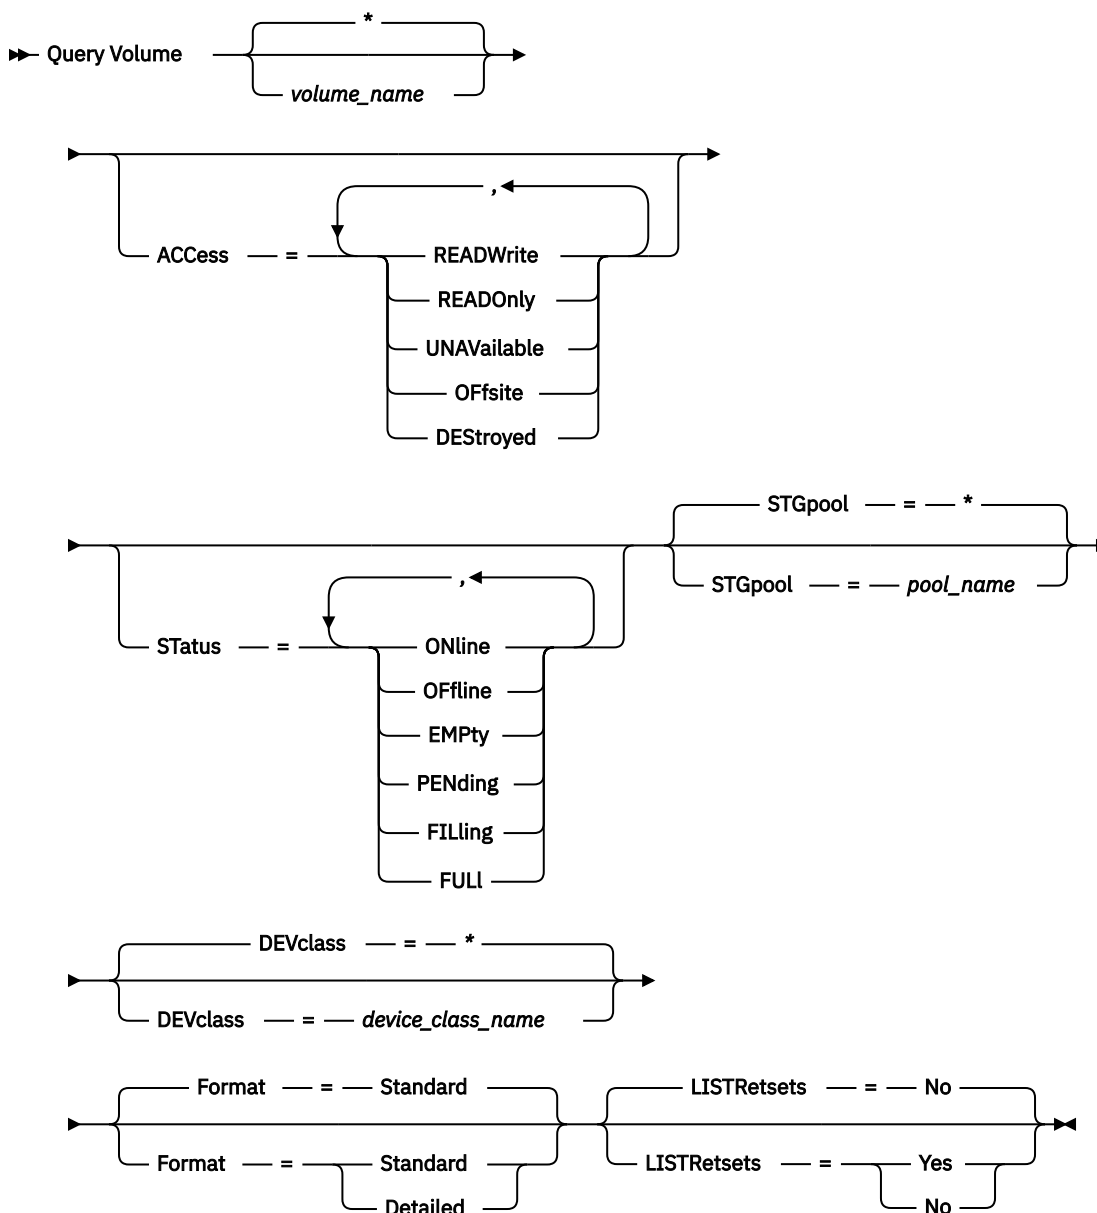 *
Query Volume
volume_name
,
ACCess = READWrite
READOnly
UNAVailable
OFfsite
DEStroyed
STGpool = *
STGpool = pool_name
,
STatus = ONline
OFfline
EMPty
PENding
FILling
FULl
DEVclass = *
DEVclass = device_class_name
Format = Standard LISTRetsets = No
Format = Standard LISTRetsets = Yes
Detailed No